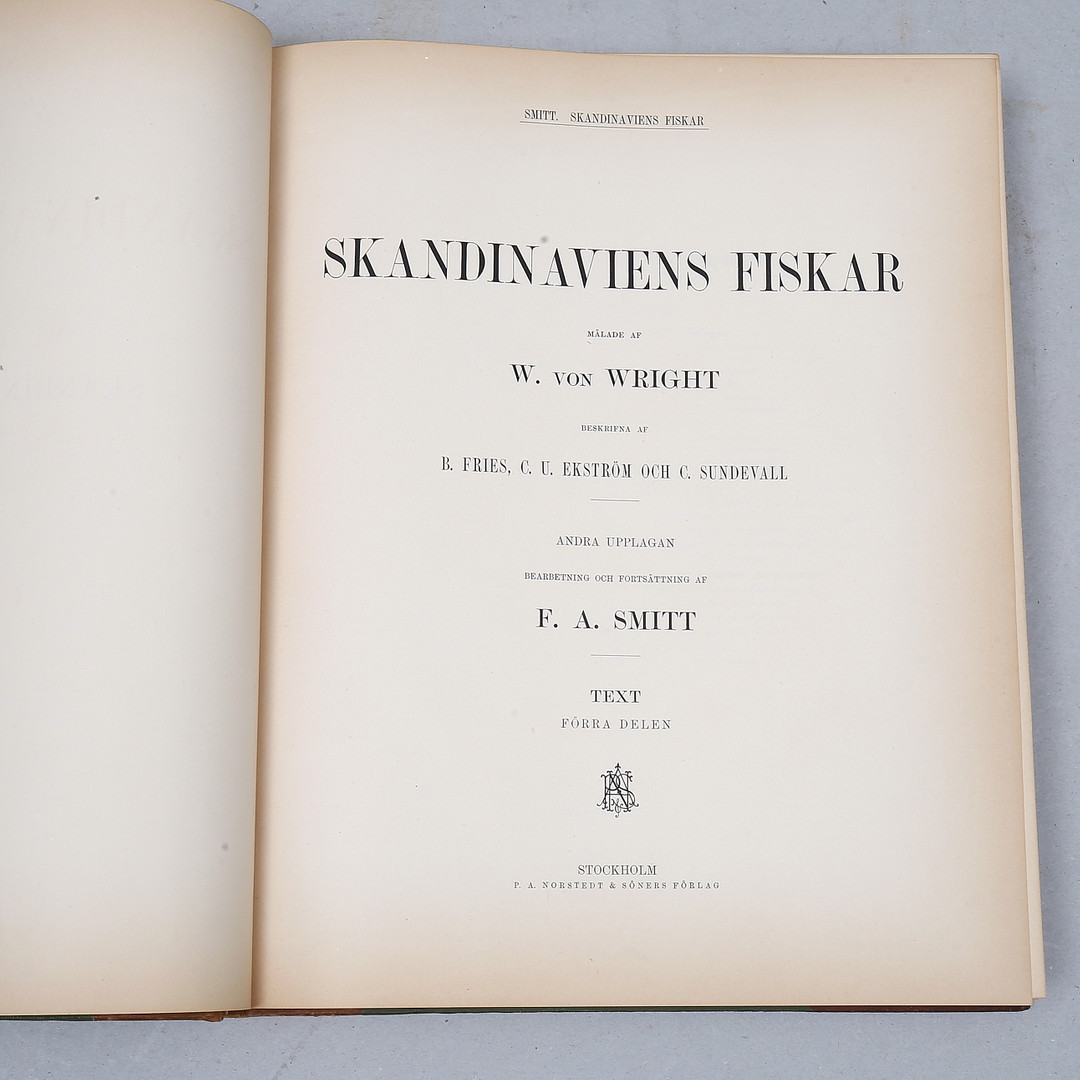 SMITT. SKANDINAVIENS FISKAR
SKANDINAVIENS FISKAR
MÅLADE AF
W. VON WRIGHT
BESKRIFNA AF
B. FRIES, C. U. EKSTRÖM OCH C. SUNDEVALL
ANDRA UPPLAGAN
BEARBETNING OCH FORTSÄTTNING AF
F. A. SMITT
TEXT
FÖRRA DELEN
STOCKHOLM
P. A. NORSTEDT & SÖNERS FÖRLAG